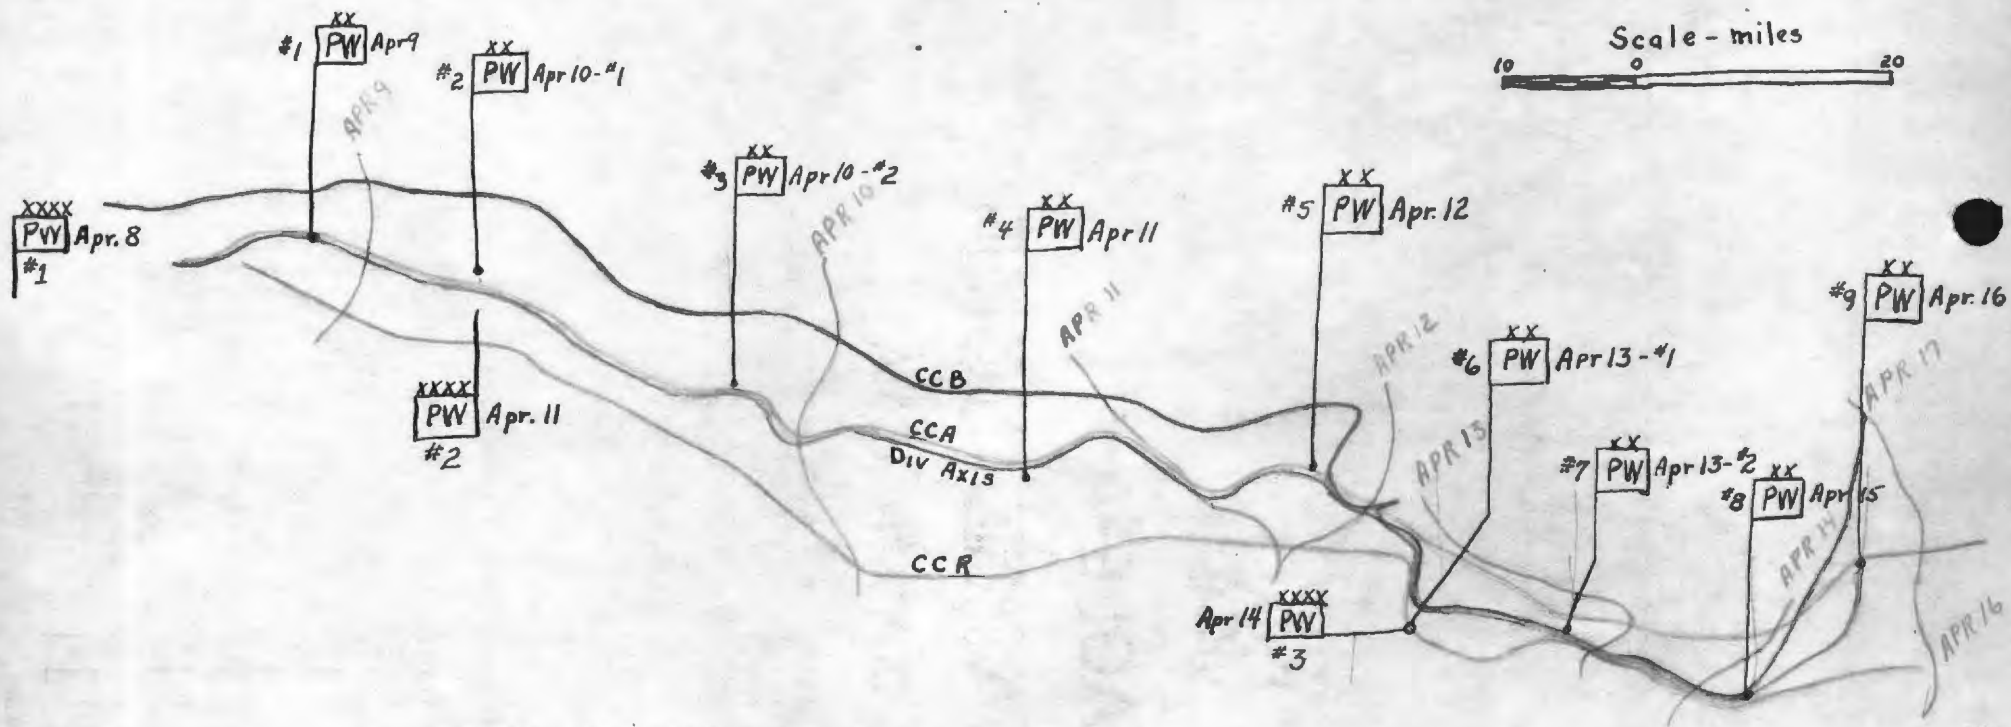 Scale - miles
10 0 20
XX
#1 PW Apr 9
XX
#2 PW Apr 10-#1
APR 9
XX
#3 PW Apr 10-#2
APR 10
XXXX
PW Apr. 8
#1
XX
#4 PW Apr 11
XX
#5 PW Apr. 12
APR 11
APR 12
XX
#6 PW Apr 13-#1
XX
#9 PW Apr. 16
APR 17
XXXX
PW Apr. 11
#2
CCB
CCA
Div Axis
CCR
APR 13
XX
#7 PW Apr 13-#2
XX
#8 PW Apr 15
APR 14
APR 16
XXXX
Apr 14 PW
#3